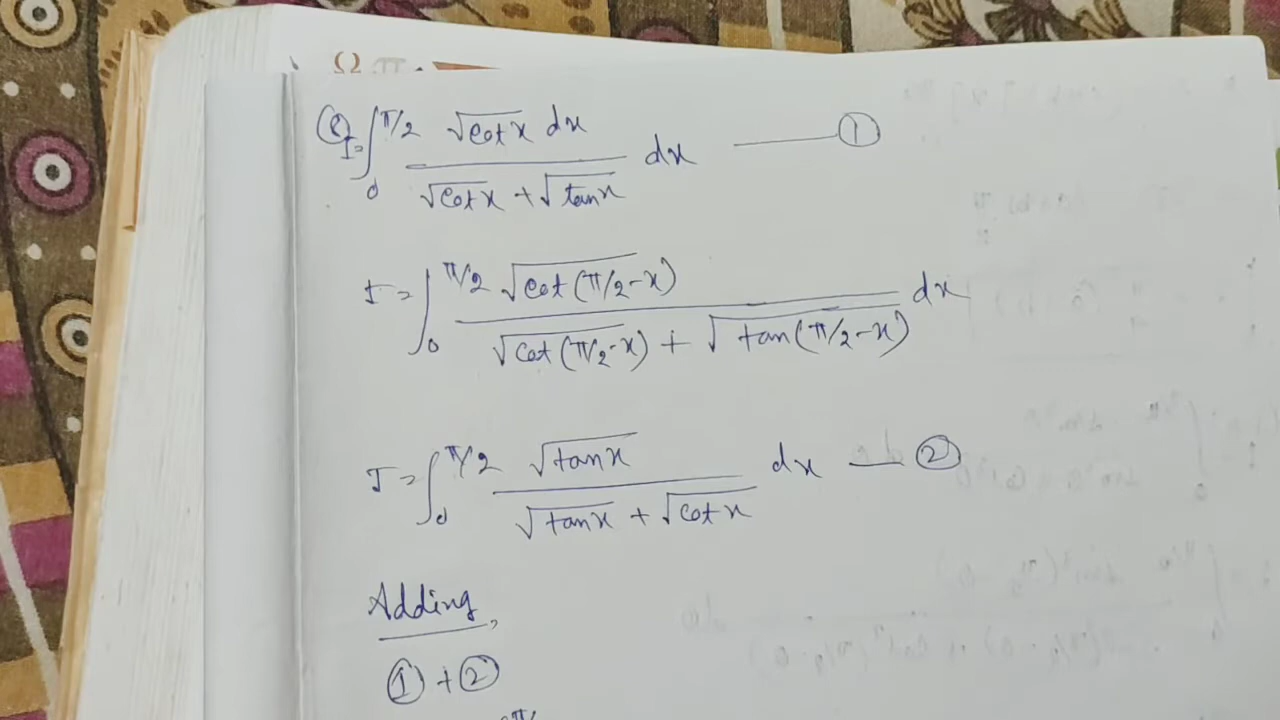 Ω π
Q. I = ∫₀^π/2 √cot x dx / (√cot x + √tan x) dx —— ①
I = ∫₀^π/2 √cot (π/2-x) / (√cot (π/2-x) + √tan (π/2-x)) dx
I = ∫₀^π/2 √tan x / (√tan x + √cot x) dx — ②
Adding,
① + ②
π/